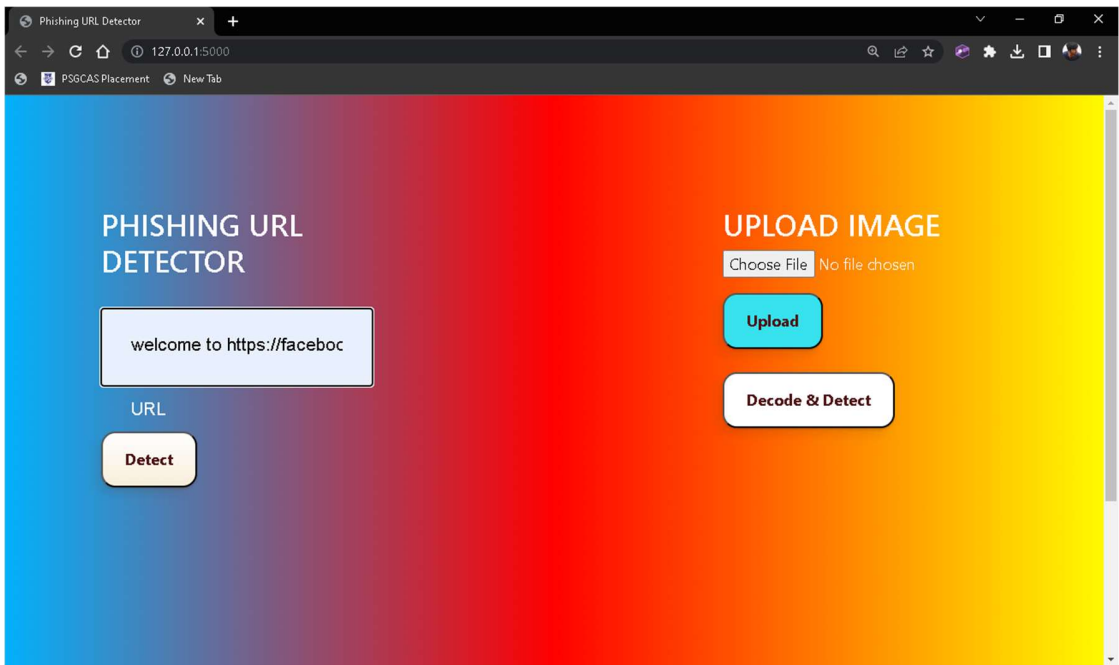 Phishing URL Detector
127.0.0.1:5000
PSGCAS Placement
New Tab
PHISHING URL
DETECTOR
welcome to https://faceboc
URL
Detect
UPLOAD IMAGE
Choose File No file chosen
Upload
Decode & Detect